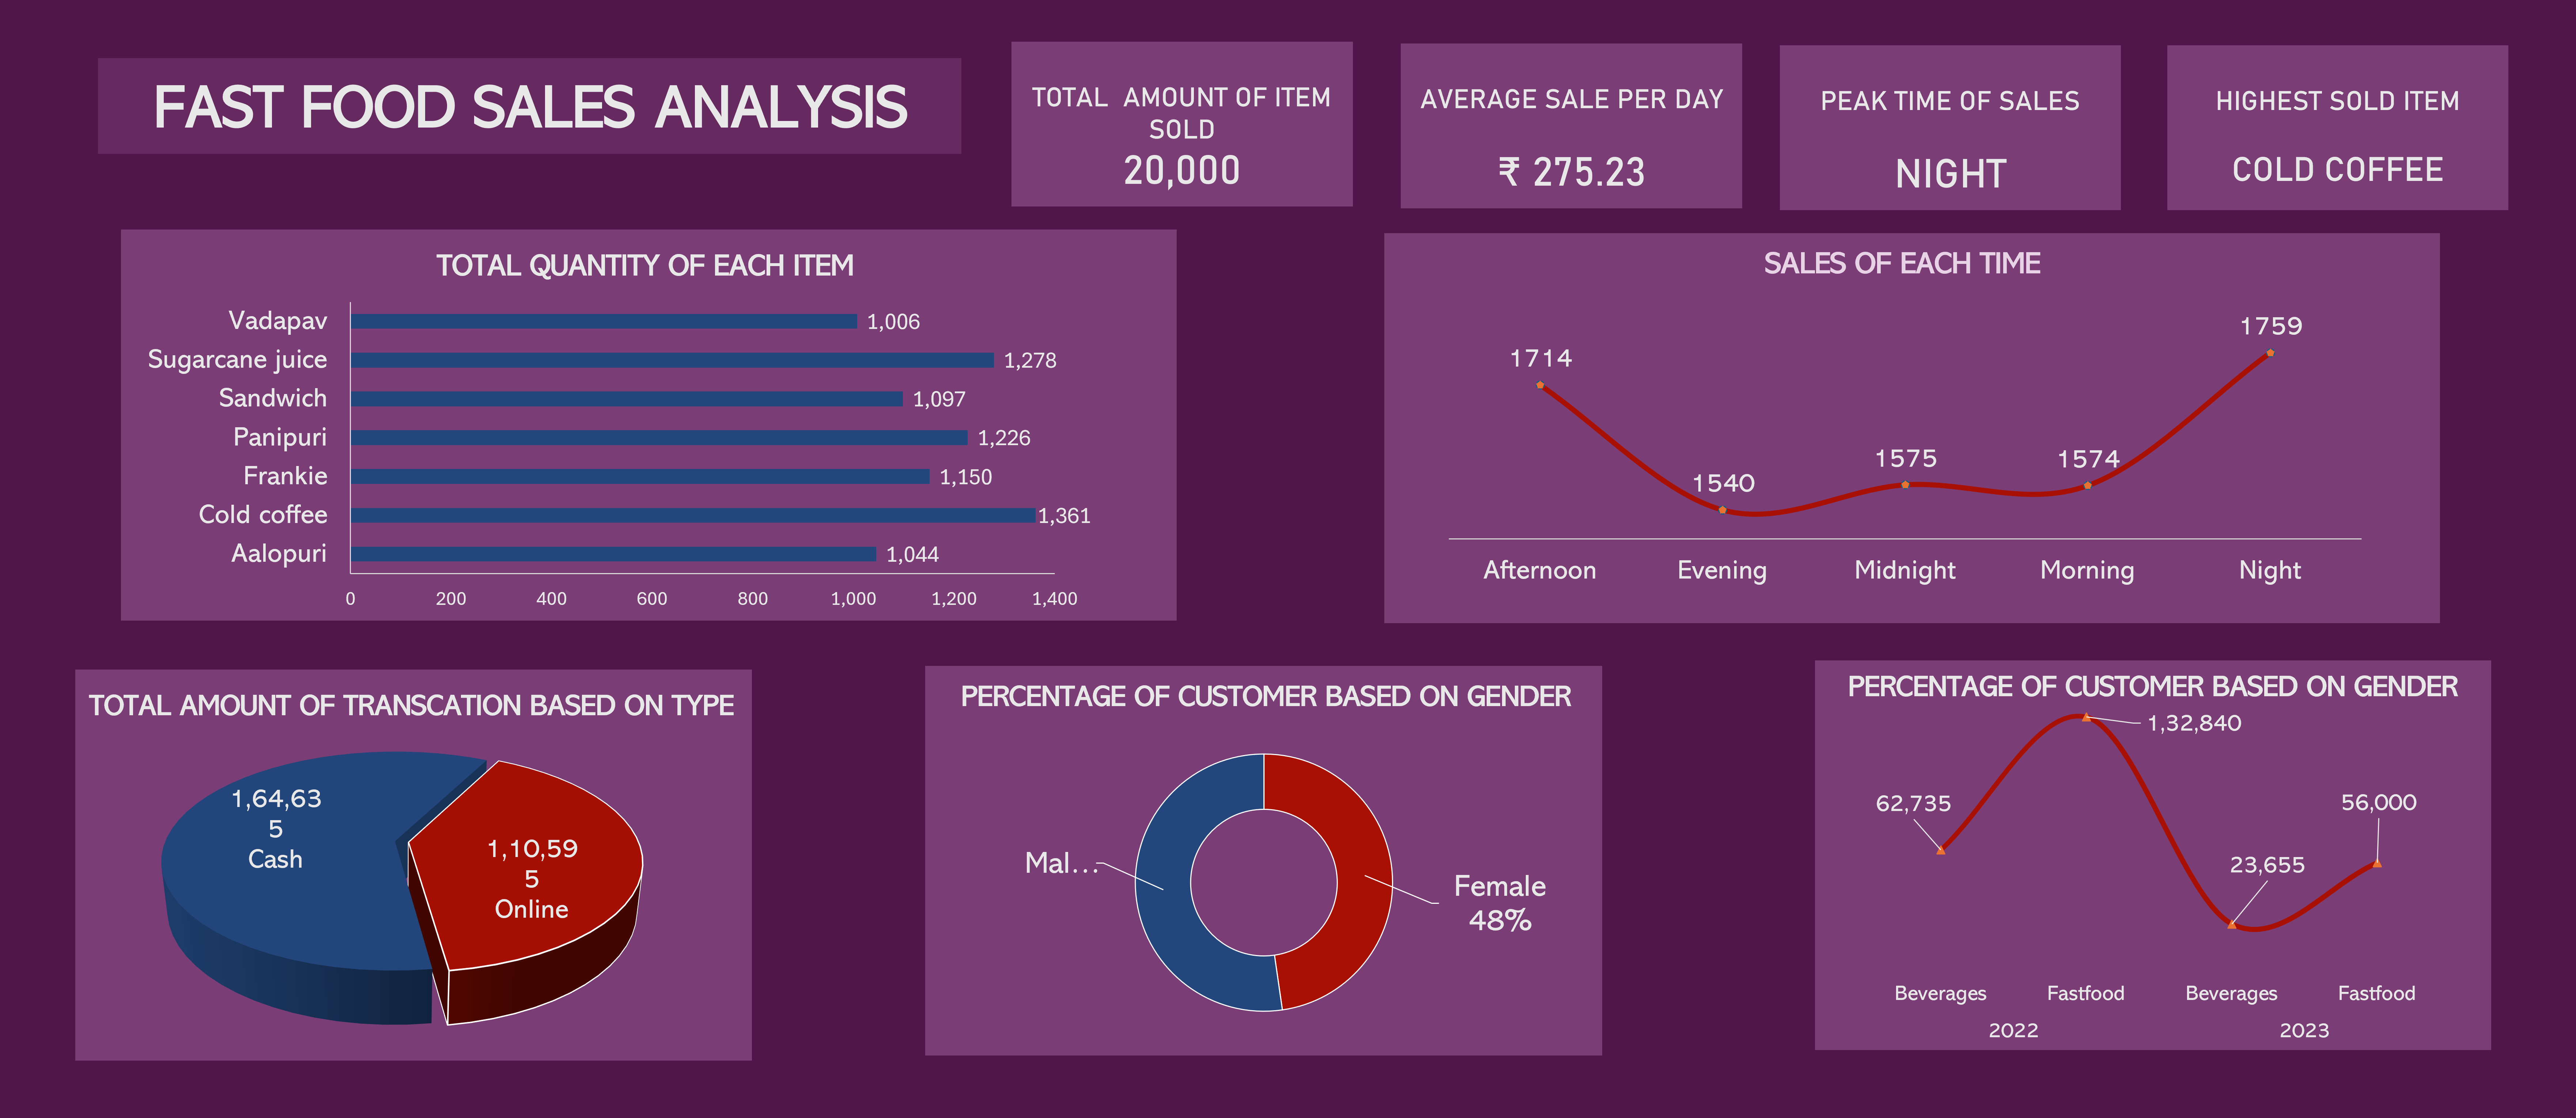 FAST FOOD SALES ANALYSIS
TOTAL AMOUNT OF ITEM
SOLD
20,000
AVERAGE SALE PER DAY
₹ 275.23
PEAK TIME OF SALES
NIGHT
HIGHEST SOLD ITEM
COLD COFFEE
TOTAL QUANTITY OF EACH ITEM
Vadapav 1,006
Sugarcane juice 1,278
Sandwich 1,097
Panipuri 1,226
Frankie 1,150
Cold coffee 1,361
Aalopuri 1,044
0 200 400 600 800 1,000 1,200 1,400
SALES OF EACH TIME
1714
1540
1575
1574
1759
Afternoon Evening Midnight Morning Night
TOTAL AMOUNT OF TRANSCATION BASED ON TYPE
1,64,63
5
Cash
1,10,59
5
Online
PERCENTAGE OF CUSTOMER BASED ON GENDER
Mal...
Female
48%
PERCENTAGE OF CUSTOMER BASED ON GENDER
62,735
1,32,840
23,655
56,000
Beverages Fastfood Beverages Fastfood
2022 2023